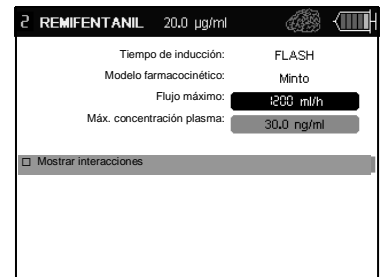 2 REMIFENTANIL 20.0 µg/ml
Tiempo de inducción: FLASH
Modelo farmacocinético: Minto
Flujo máximo: 1200 ml/h
Máx. concentración plasma: 30.0 ng/ml
Mostrar interacciones